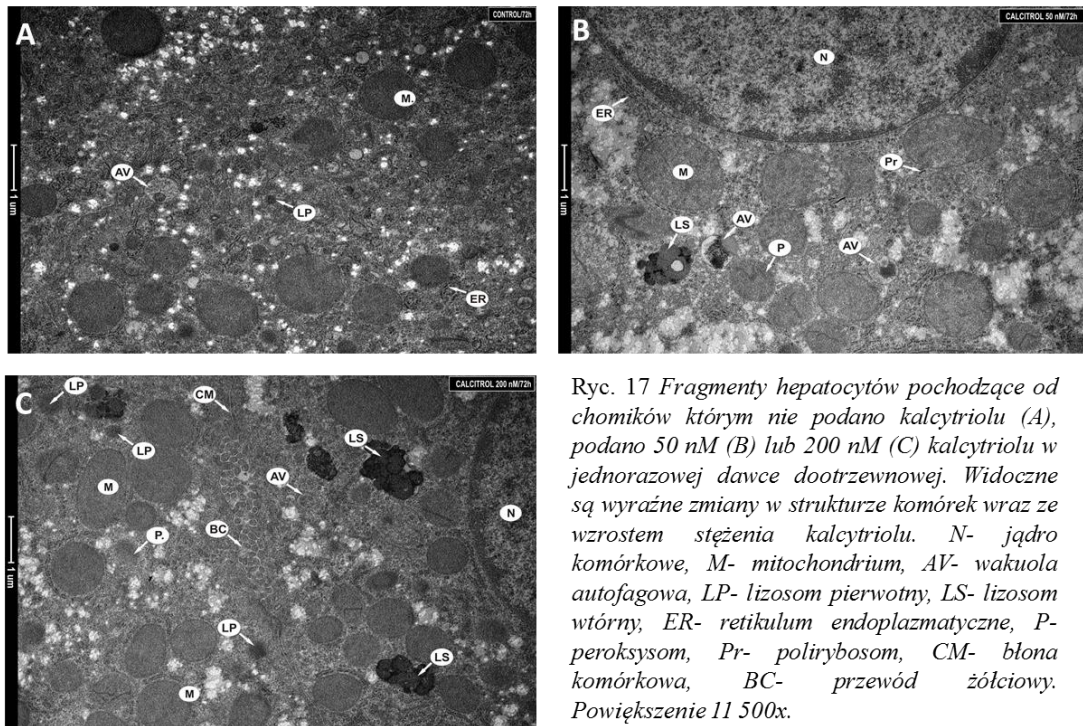 A
CONTROL/72h
M.
AV
LP
ER
1 um
B
CALCITROL 50 nM/72h
N
ER
M
Pr
LS
AV
P
AV
1 um
C
CALCITROL 200 nM/72h
LP
CM
LP
LS
M
AV
N
P.
BC
LP
LS
M
1 um
Ryc. 17 Fragmenty hepatocytów pochodzące od
chomików którym nie podano kalcytriolu (A),
podano 50 nM (B) lub 200 nM (C) kalcytriolu w
jednorazowej dawce dootrzewnowej. Widoczne
są wyraźne zmiany w strukturze komórek wraz ze
wzrostem stężenia kalcytriolu. N- jądro
komórkowe, M- mitochondrium, AV- wakuola
autofagowa, LP- lizosom pierwotny, LS- lizosom
wtórny, ER- retikulum endoplazmatyczne, P-
peroksysom, Pr- polirybosom, CM- błona
komórkowa, BC- przewód żółciowy.
Powiększenie 11 500x.